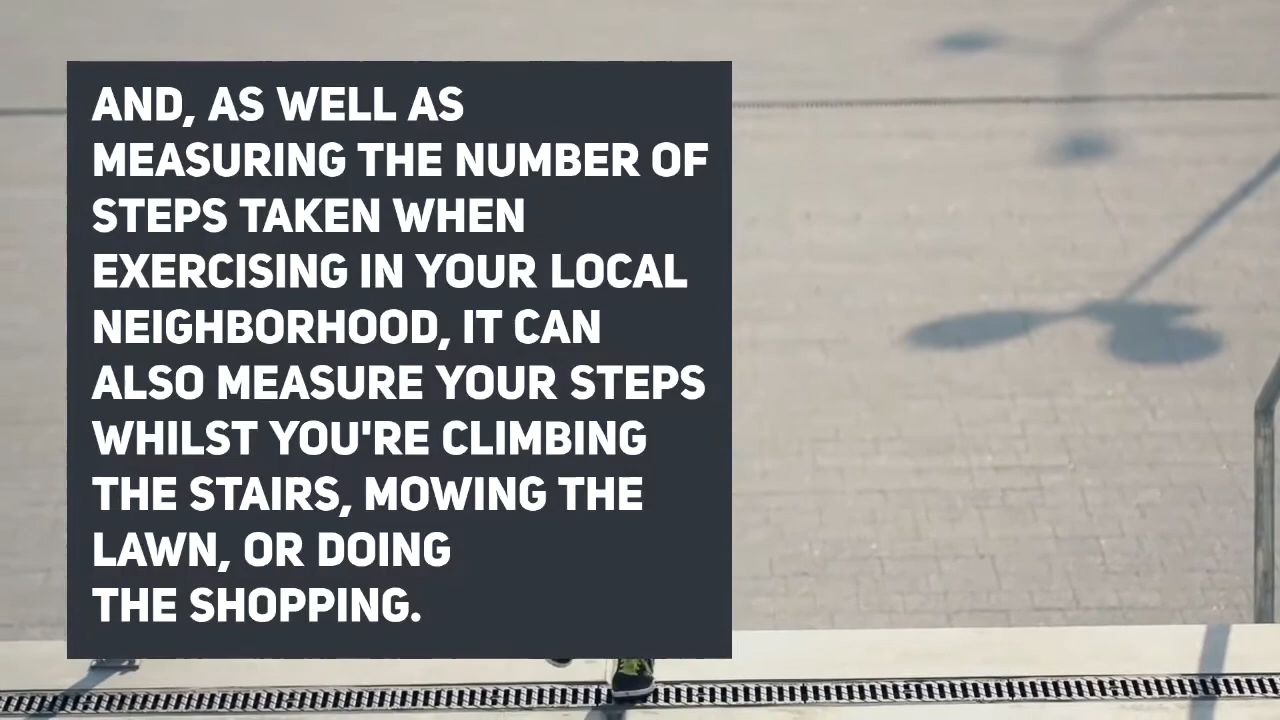 AND, AS WELL AS
MEASURING THE NUMBER OF
STEPS TAKEN WHEN
EXERCISING IN YOUR LOCAL
NEIGHBORHOOD, IT CAN
ALSO MEASURE YOUR STEPS
WHILST YOU'RE CLIMBING
THE STAIRS, MOWING THE
LAWN, OR DOING
THE SHOPPING.